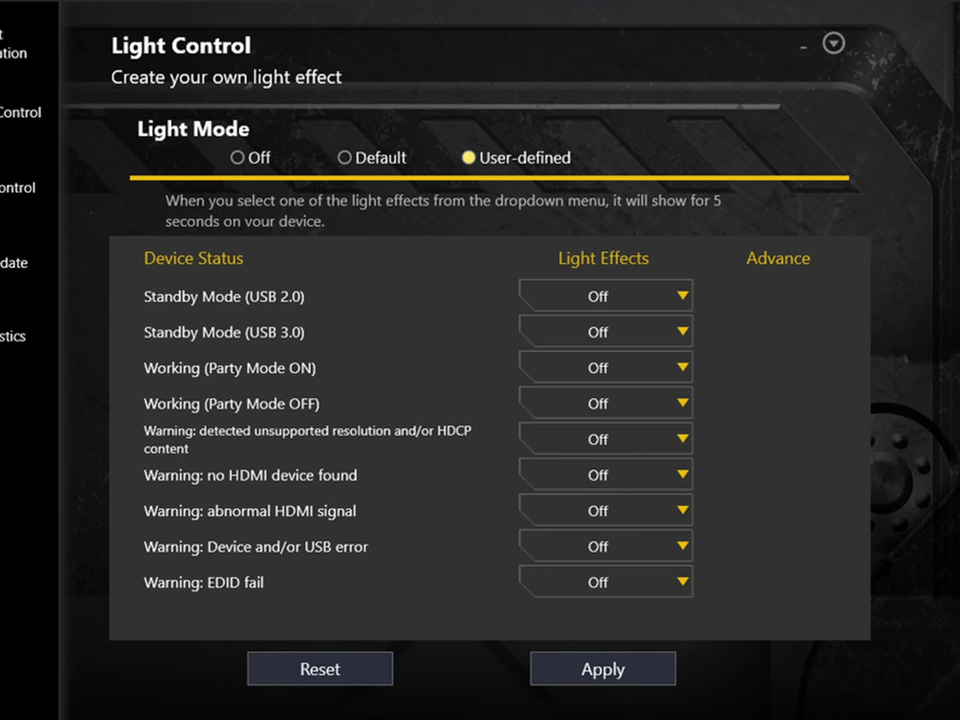 t
ation
Control
ontrol
date
stics
Light Control
Create your own light effect
Light Mode
Off Default User-defined
When you select one of the light effects from the dropdown menu, it will show for 5
seconds on your device.
Device Status Light Effects Advance
Standby Mode (USB 2.0) Off
Standby Mode (USB 3.0) Off
Working (Party Mode ON) Off
Working (Party Mode OFF) Off
Warning: detected unsupported resolution and/or HDCP
content Off
Warning: no HDMI device found Off
Warning: abnormal HDMI signal Off
Warning: Device and/or USB error Off
Warning: EDID fail Off
Reset Apply